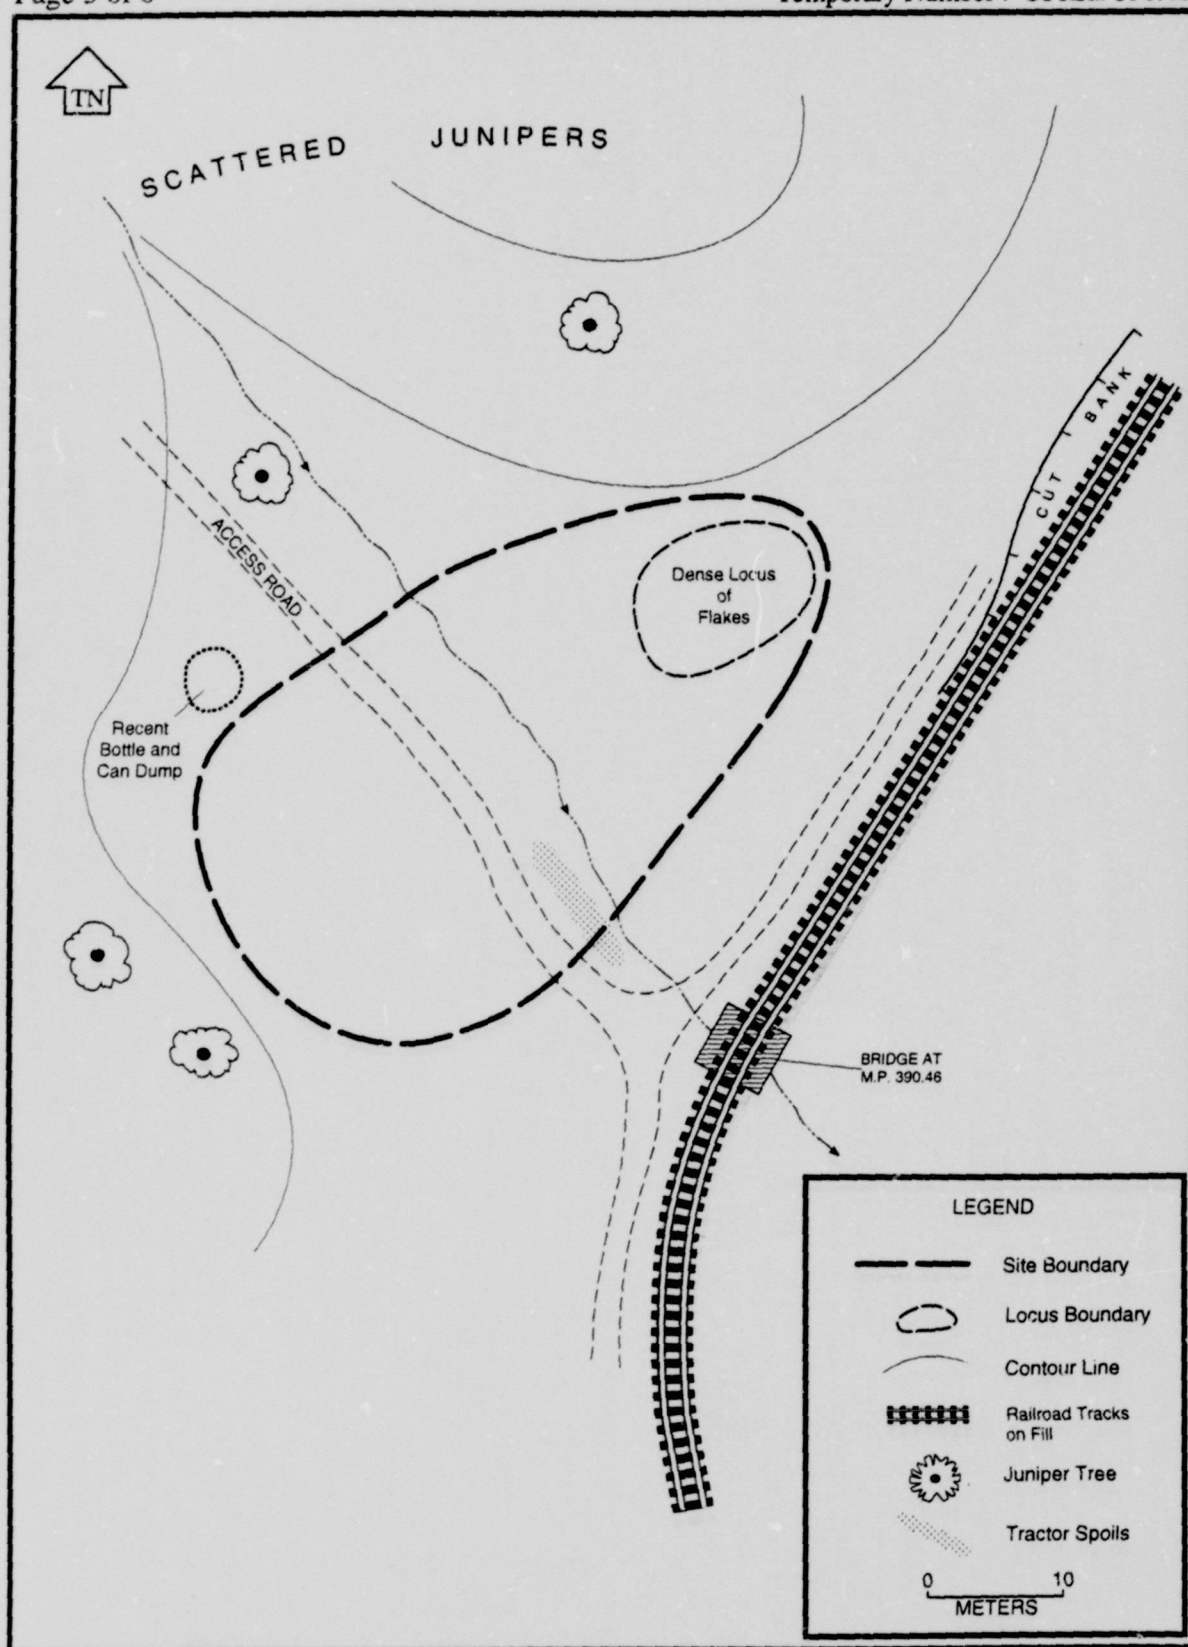 TN
SCATTERED JUNIPERS
CUT BANK
ACCESS ROAD
Dense Locus
of
Flakes
Recent
Bottle and
Can Dump
BRIDGE AT
M.P. 390.46
LEGEND
Site Boundary
Locus Boundary
Contour Line
Railroad Tracks
on Fill
Juniper Tree
Tractor Spoils
0 10
METERS